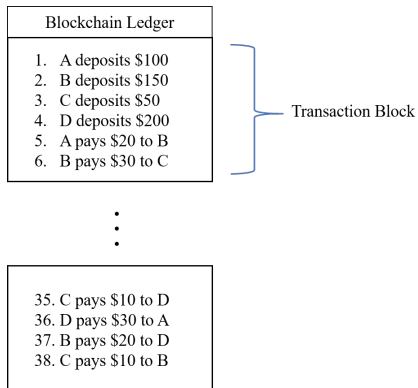 Blockchain Ledger
1. A deposits $100
2. B deposits $150
3. C deposits $50
4. D deposits $200
5. A pays $20 to B
6. B pays $30 to C
Transaction Block
35. C pays $10 to D
36. D pays $30 to A
37. B pays $20 to D
38. C pays $10 to B